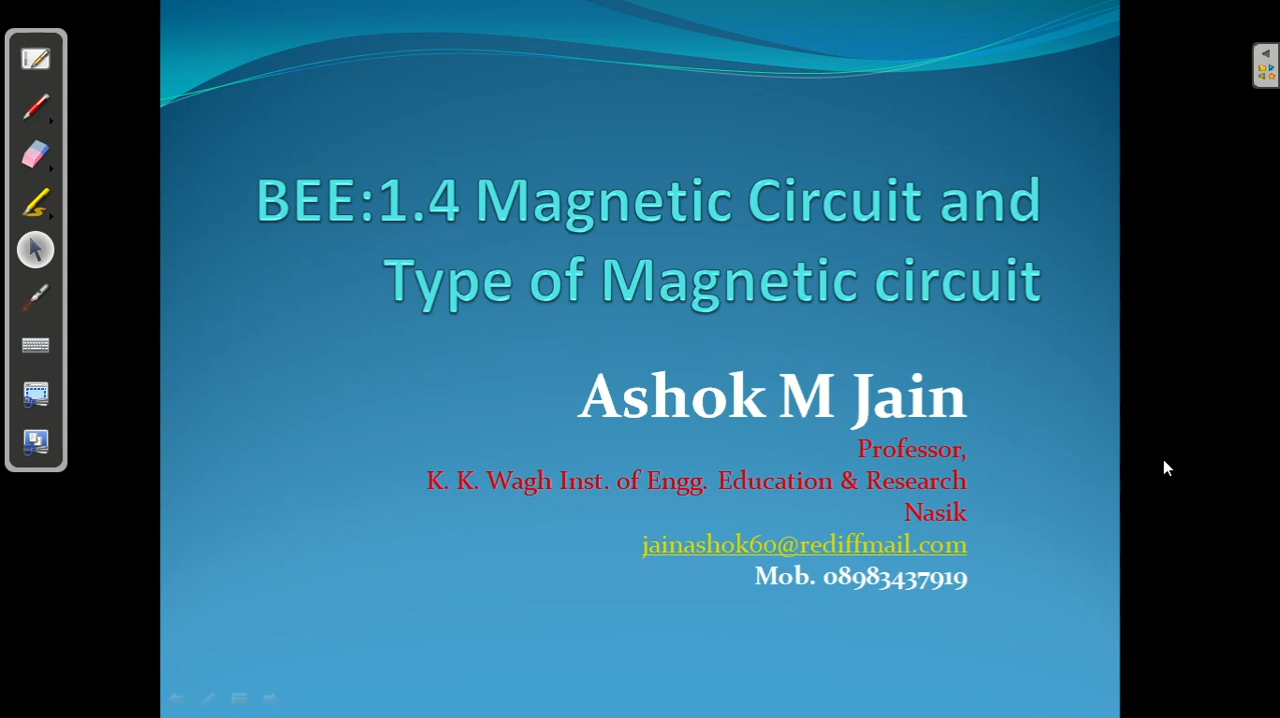 BEE:1.4 Magnetic Circuit and
Type of Magnetic circuit
Ashok M Jain
Professor,
K. K. Wagh Inst. of Engg. Education & Research
Nasik
jainashok60@rediffmail.com
Mob. 08983437919